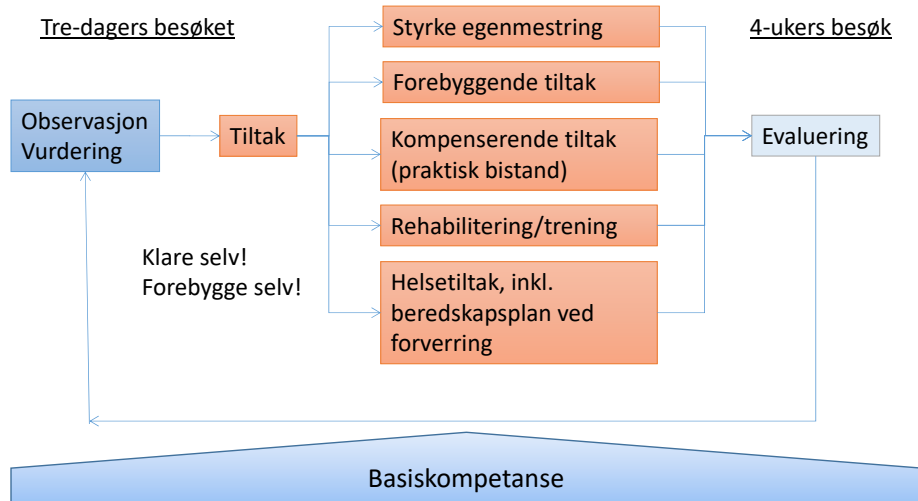 Tre-dagers besøket
4-ukers besøk
Observasjon
Vurdering
Tiltak
Styrke egenmestring
Forebyggende tiltak
Kompenserende tiltak
(praktisk bistand)
Rehabilitering/trening
Helsetiltak, inkl.
beredskapsplan ved
forverring
Evaluering
Klare selv!
Forebygge selv!
Basiskompetanse